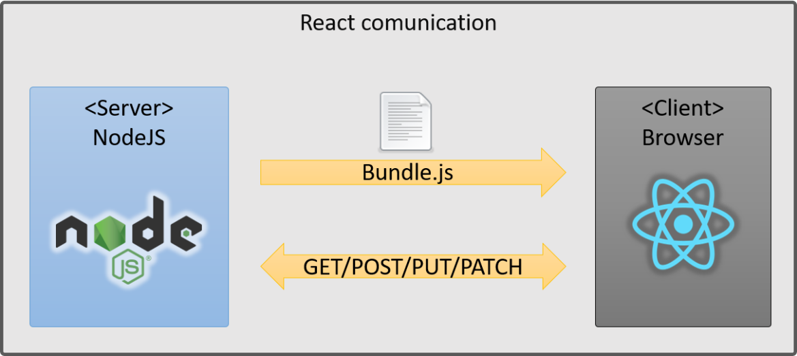 React comunication
<Server>
NodeJS
<Client>
Browser
Bundle.js
GET/POST/PUT/PATCH
node
JS